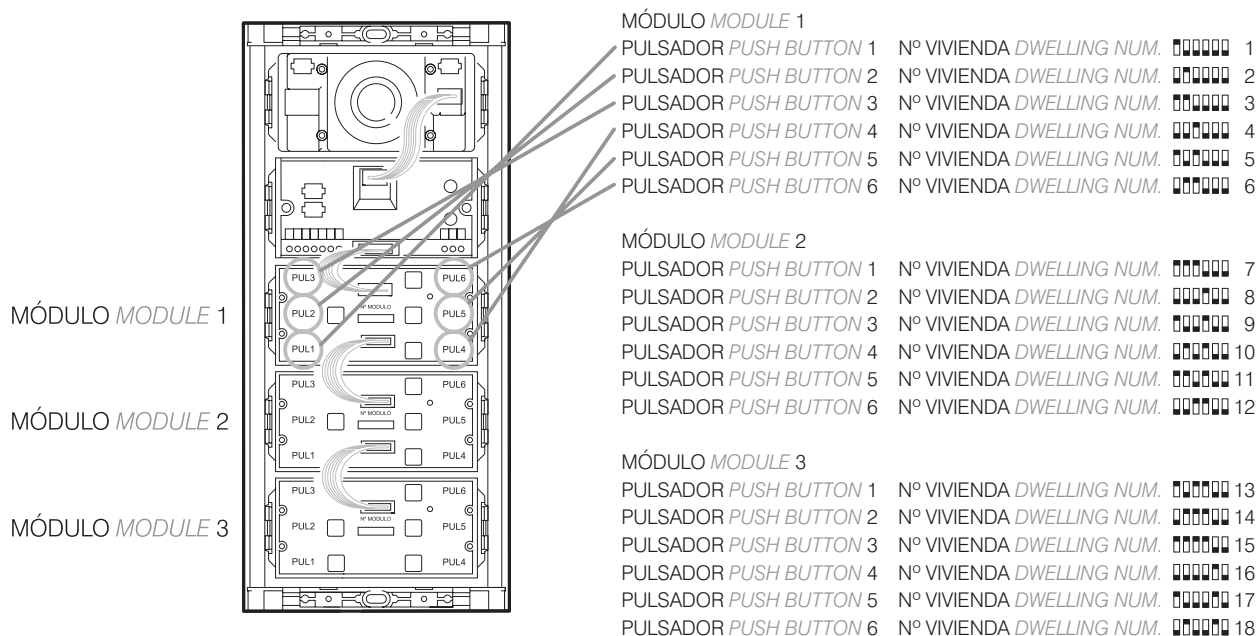 MÓDULO MODULE 1
PULSADOR PUSH BUTTON 1 Nº VIVIENDA DWELLING NUM. 1
PULSADOR PUSH BUTTON 2 Nº VIVIENDA DWELLING NUM. 2
PULSADOR PUSH BUTTON 3 Nº VIVIENDA DWELLING NUM. 3
PULSADOR PUSH BUTTON 4 Nº VIVIENDA DWELLING NUM. 4
PULSADOR PUSH BUTTON 5 Nº VIVIENDA DWELLING NUM. 5
PULSADOR PUSH BUTTON 6 Nº VIVIENDA DWELLING NUM. 6
MÓDULO MODULE 2
PULSADOR PUSH BUTTON 1 Nº VIVIENDA DWELLING NUM. 7
PULSADOR PUSH BUTTON 2 Nº VIVIENDA DWELLING NUM. 8
PULSADOR PUSH BUTTON 3 Nº VIVIENDA DWELLING NUM. 9
PULSADOR PUSH BUTTON 4 Nº VIVIENDA DWELLING NUM. 10
PULSADOR PUSH BUTTON 5 Nº VIVIENDA DWELLING NUM. 11
PULSADOR PUSH BUTTON 6 Nº VIVIENDA DWELLING NUM. 12
MÓDULO MODULE 3
PULSADOR PUSH BUTTON 1 Nº VIVIENDA DWELLING NUM. 13
PULSADOR PUSH BUTTON 2 Nº VIVIENDA DWELLING NUM. 14
PULSADOR PUSH BUTTON 3 Nº VIVIENDA DWELLING NUM. 15
PULSADOR PUSH BUTTON 4 Nº VIVIENDA DWELLING NUM. 16
PULSADOR PUSH BUTTON 5 Nº VIVIENDA DWELLING NUM. 17
PULSADOR PUSH BUTTON 6 Nº VIVIENDA DWELLING NUM. 18
MÓDULO MODULE 1
PUL3 PUL6
Nº MODULO
PUL2 PUL5
PUL1 PUL4
MÓDULO MODULE 2
PUL3 PUL6
Nº MODULO
PUL2 PUL5
PUL1 PUL4
MÓDULO MODULE 3
PUL3 PUL6
Nº MODULO
PUL2 PUL5
PUL1 PUL4